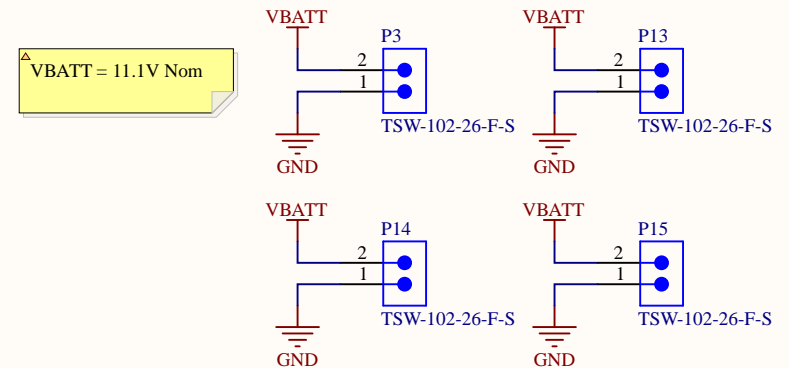 VBATT = 11.1V Nom
VBATT
P3
2
1
TSW-102-26-F-S
GND
VBATT
P13
2
1
TSW-102-26-F-S
GND
VBATT
P14
2
1
TSW-102-26-F-S
GND
VBATT
P15
2
1
TSW-102-26-F-S
GND